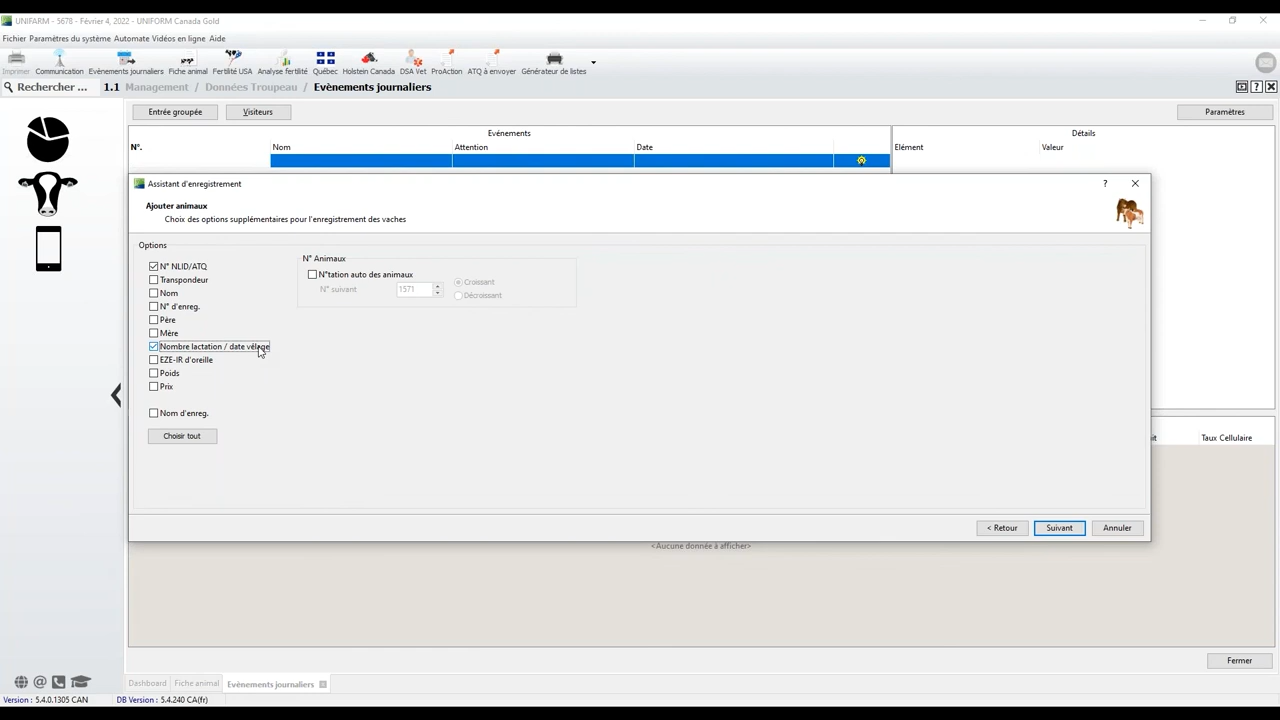 UNIFARM - 5678 - Février 4, 2022 - UNIFORM Canada Gold
Fichier Paramètres du système Automate Vidéos en ligne Aide
Imprimer Communication Evènements journaliers Fiche animal Fertilité USA Analyse fertilité Québec Holstein Canada DSA Vet ProAction ATQ à envoyer Générateur de listes
Rechercher ... 1.1 Management / Données Troupeau / Evènements journaliers
Entrée groupée Visiteurs Paramètres
Evénements Détails
N°. Nom Attention Date Elément Valeur
Assistant d'enregistrement ?
Ajouter animaux
Choix des options supplémentaires pour l'enregistrement des vaches
Options
N° NLID/ATQ
Transpondeur
Nom
N° d'enreg.
Père
Mère
Nombre lactation / date vélage
EZE-IR d'oreille
Poids
Prix
Nom d'enreg.
Choisir tout
N° Animaux
N°tation auto des animaux
N° suivant 1571
Croissant
Décroissant
Taux Cellulaire
< Retour Suivant Annuler
<Aucune donnée à afficher>
Fermer
Dashboard Fiche animal Evènements journaliers
Version : 5.4.0.1305 CAN DB Version : 5.4.240 CA(fr)